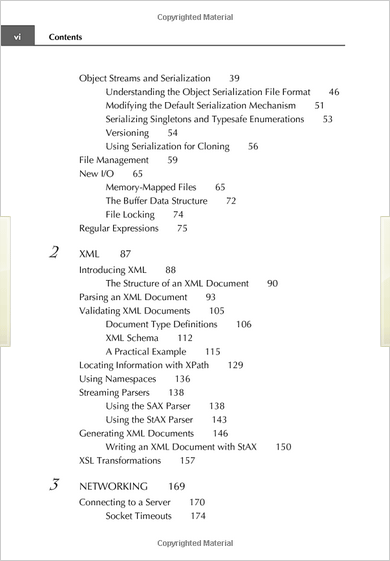 Copyrighted Material
vi Contents
Object Streams and Serialization 39
Understanding the Object Serialization File Format 46
Modifying the Default Serialization Mechanism 51
Serializing Singletons and Typesafe Enumerations 53
Versioning 54
Using Serialization for Cloning 56
File Management 59
New I/O 65
Memory-Mapped Files 65
The Buffer Data Structure 72
File Locking 74
Regular Expressions 75
2 XML 87
Introducing XML 88
The Structure of an XML Document 90
Parsing an XML Document 93
Validating XML Documents 105
Document Type Definitions 106
XML Schema 112
A Practical Example 115
Locating Information with XPath 129
Using Namespaces 136
Streaming Parsers 138
Using the SAX Parser 138
Using the StAX Parser 143
Generating XML Documents 146
Writing an XML Document with StAX 150
XSL Transformations 157
3 NETWORKING 169
Connecting to a Server 170
Socket Timeouts 174
Copyrighted Material